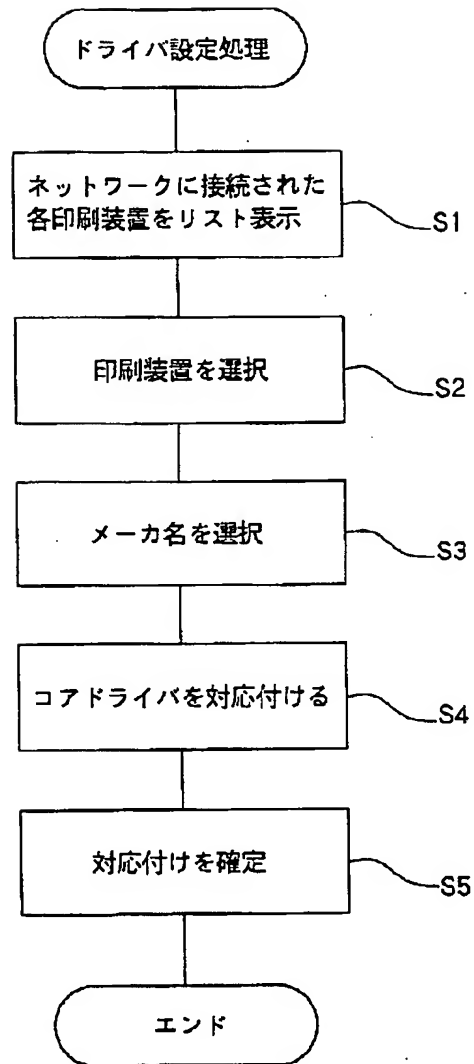 ドライバ設定処理
ネットワークに接続された
各印刷装置をリスト表示
S1
印刷装置を選択
S2
メーカ名を選択
S3
コアドライバを対応付ける
S4
対応付けを確定
S5
エンド